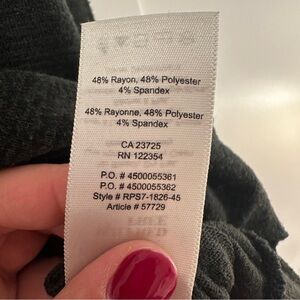 48% Rayon, 48% Polyester
4% Spandex
48% Rayonne, 48% Polyester
4% Spandex
CA 23725
RN 122354
P.O. # 4500055361
P.O. # 4500055362
Style # RPS7-1826-45
Article # 57729